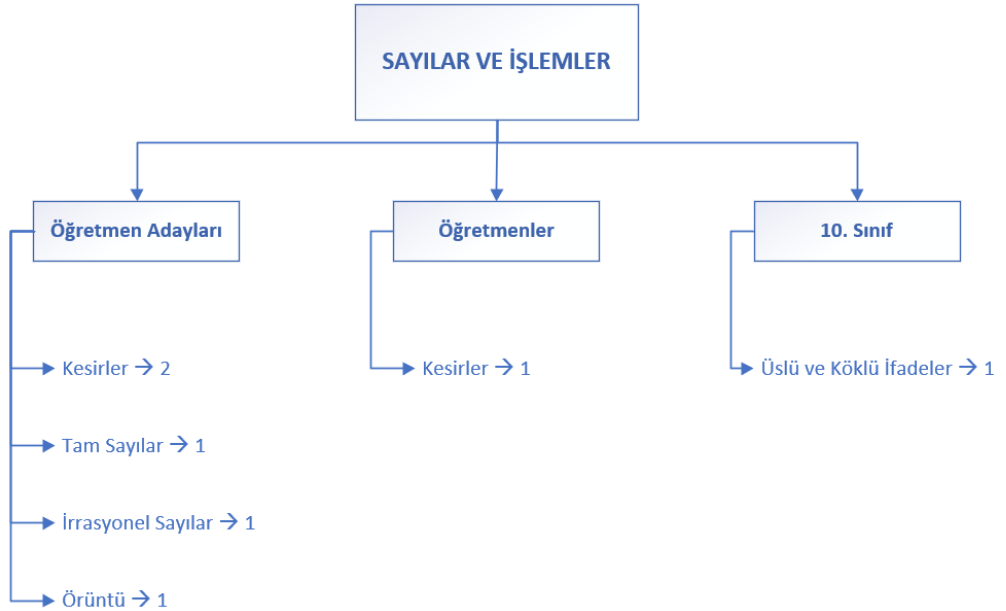 SAYILAR VE İŞLEMLER
Öğretmen Adayları
Kesirler → 2
Tam Sayılar → 1
İrrasyonel Sayılar → 1
Örüntü → 1
Öğretmenler
Kesirler → 1
10. Sınıf
Üslü ve Köklü İfadeler → 1